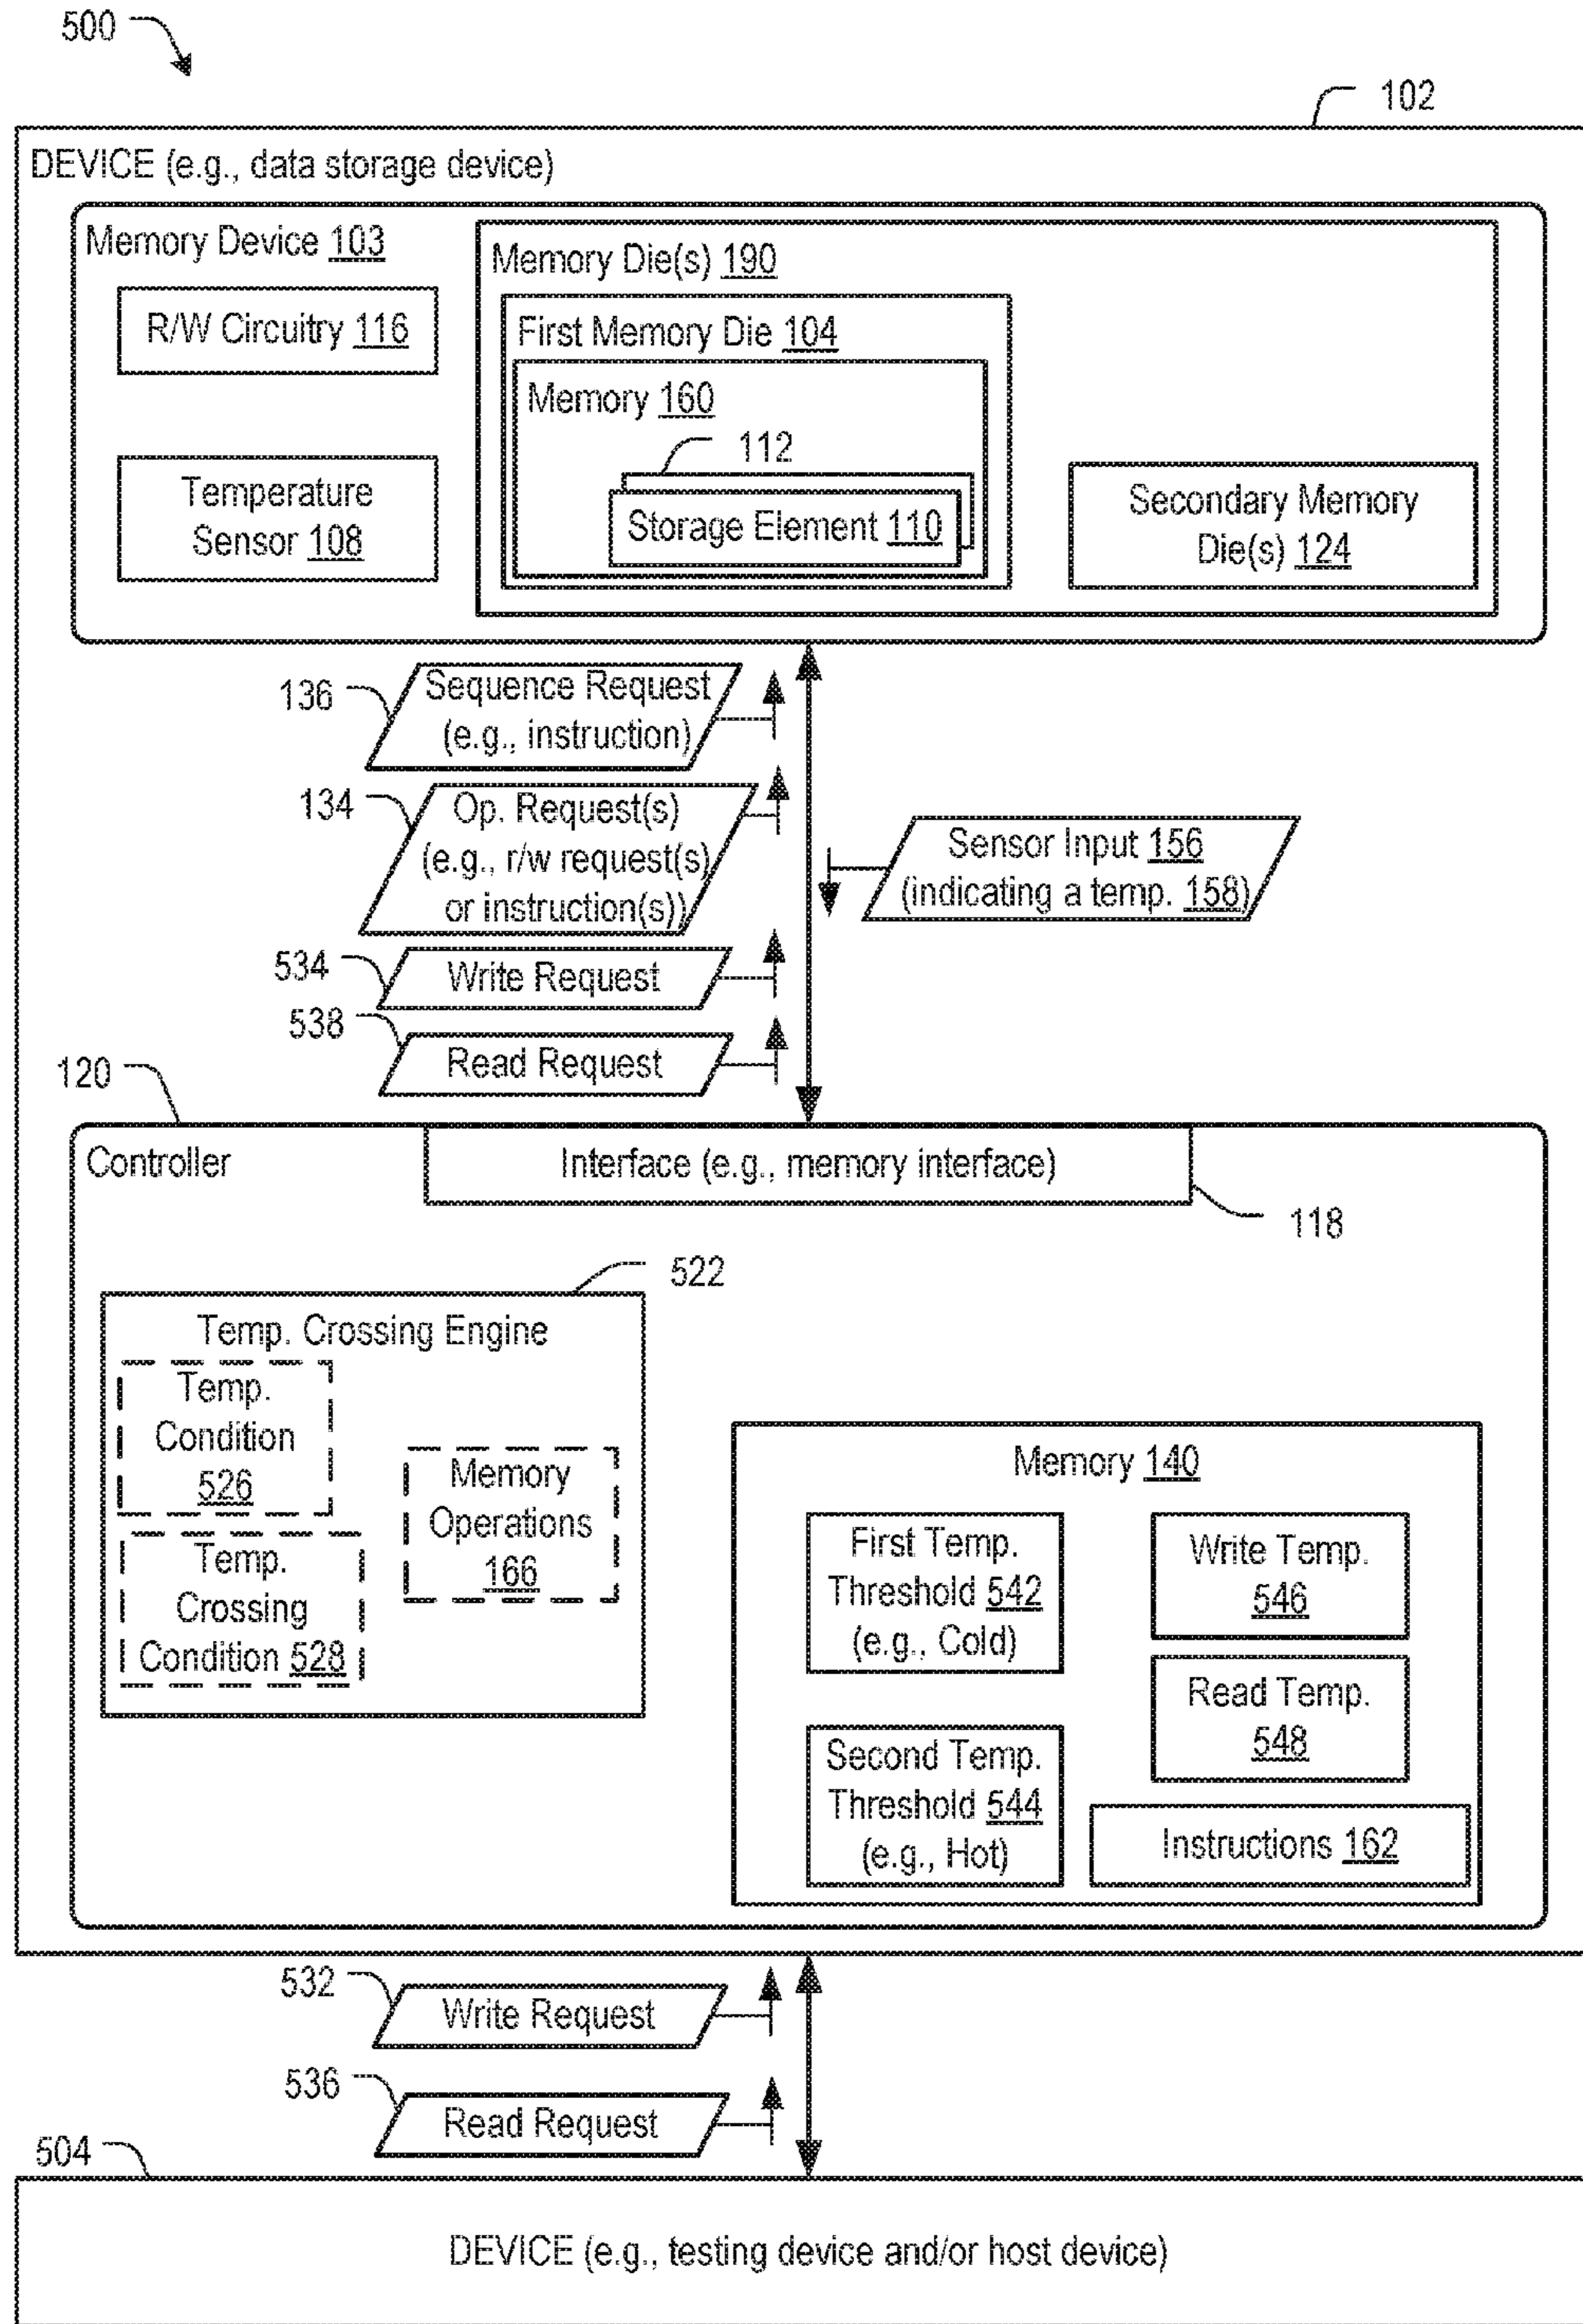 500
102
DEVICE (e.g., data storage device)
Memory Device 103
R/W Circuitry 116
Temperature
Sensor 108
Memory Die(s) 190
First Memory Die 104
Memory 160
112
Storage Element 110
Secondary Memory
Die(s) 124
136
Sequence Request
(e.g., instruction)
134
Op. Request(s)
(e.g., r/w request(s)
or instruction(s))
Sensor Input 156
(indicating a temp. 158)
534
Write Request
538
Read Request
120
Controller
Interface (e.g., memory interface)
118
522
Temp. Crossing Engine
Temp.
Condition
526
Temp.
Crossing
Condition 528
Memory
Operations
166
Memory 140
First Temp.
Threshold 542
(e.g., Cold)
Write Temp.
546
Read Temp.
548
Second Temp.
Threshold 544
(e.g., Hot)
Instructions 162
532
Write Request
536
Read Request
504
DEVICE (e.g., testing device and/or host device)